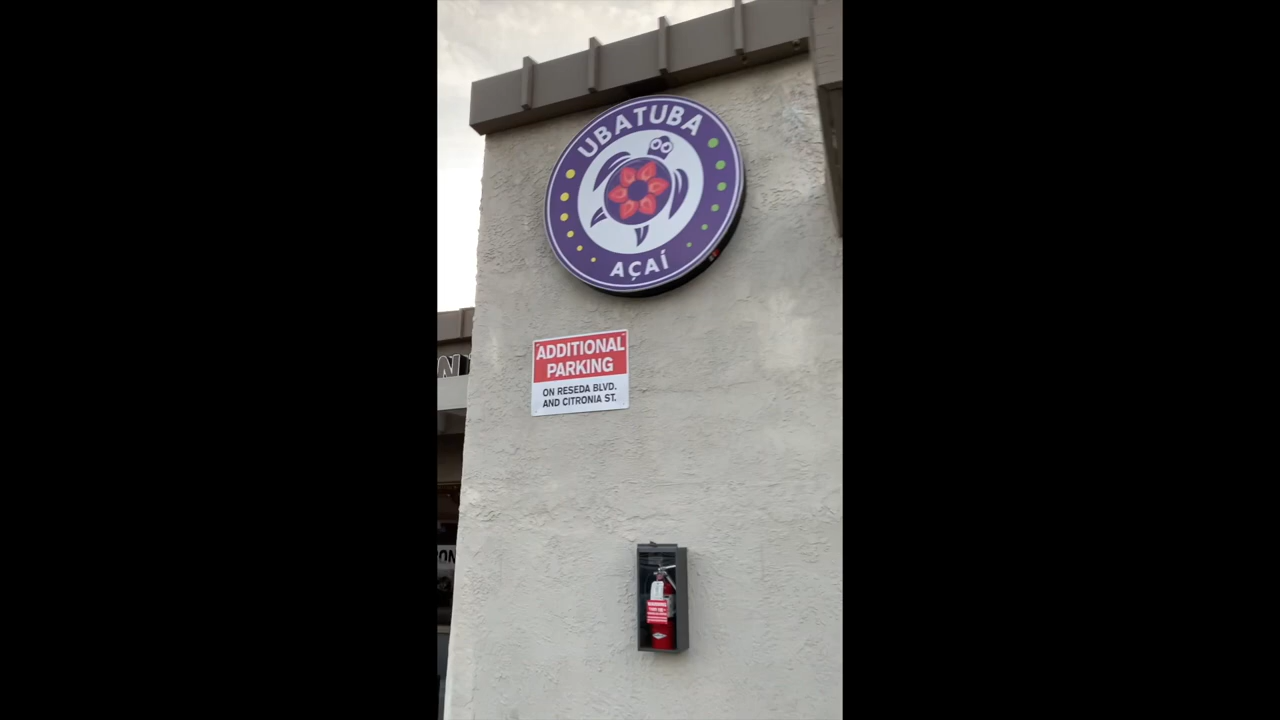 UBATUBA
AÇAÍ
ADDITIONAL
PARKING
ON RESEDA BLVD.
AND CITRONIA ST.